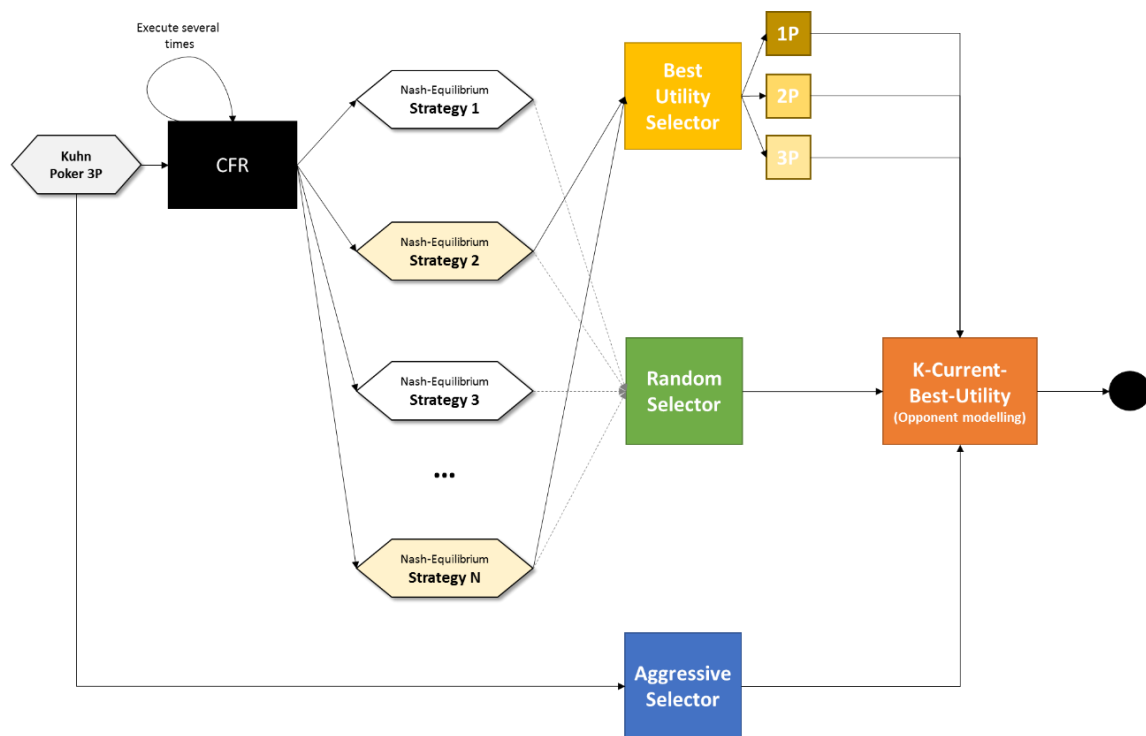 Execute several
times
Kuhn
Poker 3P
CFR
Nash-Equilibrium
Strategy 1
Nash-Equilibrium
Strategy 2
Nash-Equilibrium
Strategy 3
...
Nash-Equilibrium
Strategy N
Best
Utility
Selector
1P
2P
3P
Random
Selector
Aggressive
Selector
K-Current-
Best-Utility
(Opponent modelling)